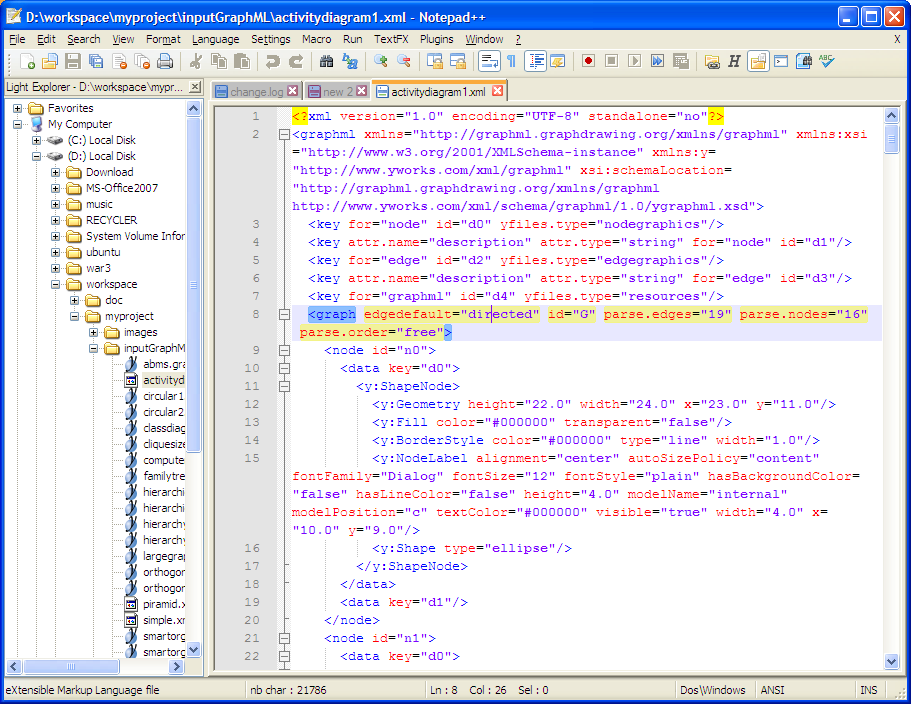 D:\workspace\myproject\inputGraphML\activitydiagram1.xml - Notepad++
File Edit Search View Format Language Settings Macro Run TextFX Plugins Window ? X
Light Explorer - D:\workspace\mypr...
Favorites
My Computer
(C:) Local Disk
(D:) Local Disk
Download
MS-Office2007
music
RECYCLER
System Volume Infor
ubuntu
war3
workspace
doc
myproject
images
inputGraphM
abms.gra
activityd
circular1.
circular2.
classdiag
cliquesize
compute
familytre
hierarchi
hierarchi
hierarchy
hierarchy
largegrap
orthogor
orthogor
piramid.x
simple.xm
smartorg
smartorg
change.log new 2 activitydiagram1.xml
1 <?xml version="1.0" encoding="UTF-8" standalone="no"?>
2 <graphml xmlns="http://graphml.graphdrawing.org/xmlns/graphml" xmlns:xsi
="http://www.w3.org/2001/XMLSchema-instance" xmlns:y=
"http://www.yworks.com/xml/graphml" xsi:schemaLocation=
"http://graphml.graphdrawing.org/xmlns/graphml
http://www.yworks.com/xml/schema/graphml/1.0/ygraphml.xsd">
3 <key for="node" id="d0" yfiles.type="nodegraphics"/>
4 <key attr.name="description" attr.type="string" for="node" id="d1"/>
5 <key for="edge" id="d2" yfiles.type="edgegraphics"/>
6 <key attr.name="description" attr.type="string" for="edge" id="d3"/>
7 <key for="graphml" id="d4" yfiles.type="resources"/>
8 <graph edgedefault="directed" id="G" parse.edges="19" parse.nodes="16"
parse.order="free">
9 <node id="n0">
10 <data key="d0">
11 <y:ShapeNode>
12 <y:Geometry height="22.0" width="24.0" x="23.0" y="11.0"/>
13 <y:Fill color="#000000" transparent="false"/>
14 <y:BorderStyle color="#000000" type="line" width="1.0"/>
15 <y:NodeLabel alignment="center" autoSizePolicy="content"
fontFamily="Dialog" fontSize="12" fontStyle="plain" hasBackgroundColor=
"false" hasLineColor="false" height="4.0" modelName="internal"
modelPosition="c" textColor="#000000" visible="true" width="4.0" x=
"10.0" y="9.0"/>
16 <y:Shape type="ellipse"/>
17 </y:ShapeNode>
18 </data>
19 <data key="d1"/>
20 </node>
21 <node id="n1">
22 <data key="d0">
eXtensible Markup Language file nb char : 21786 Ln : 8 Col : 26 Sel : 0 Dos\Windows ANSI INS